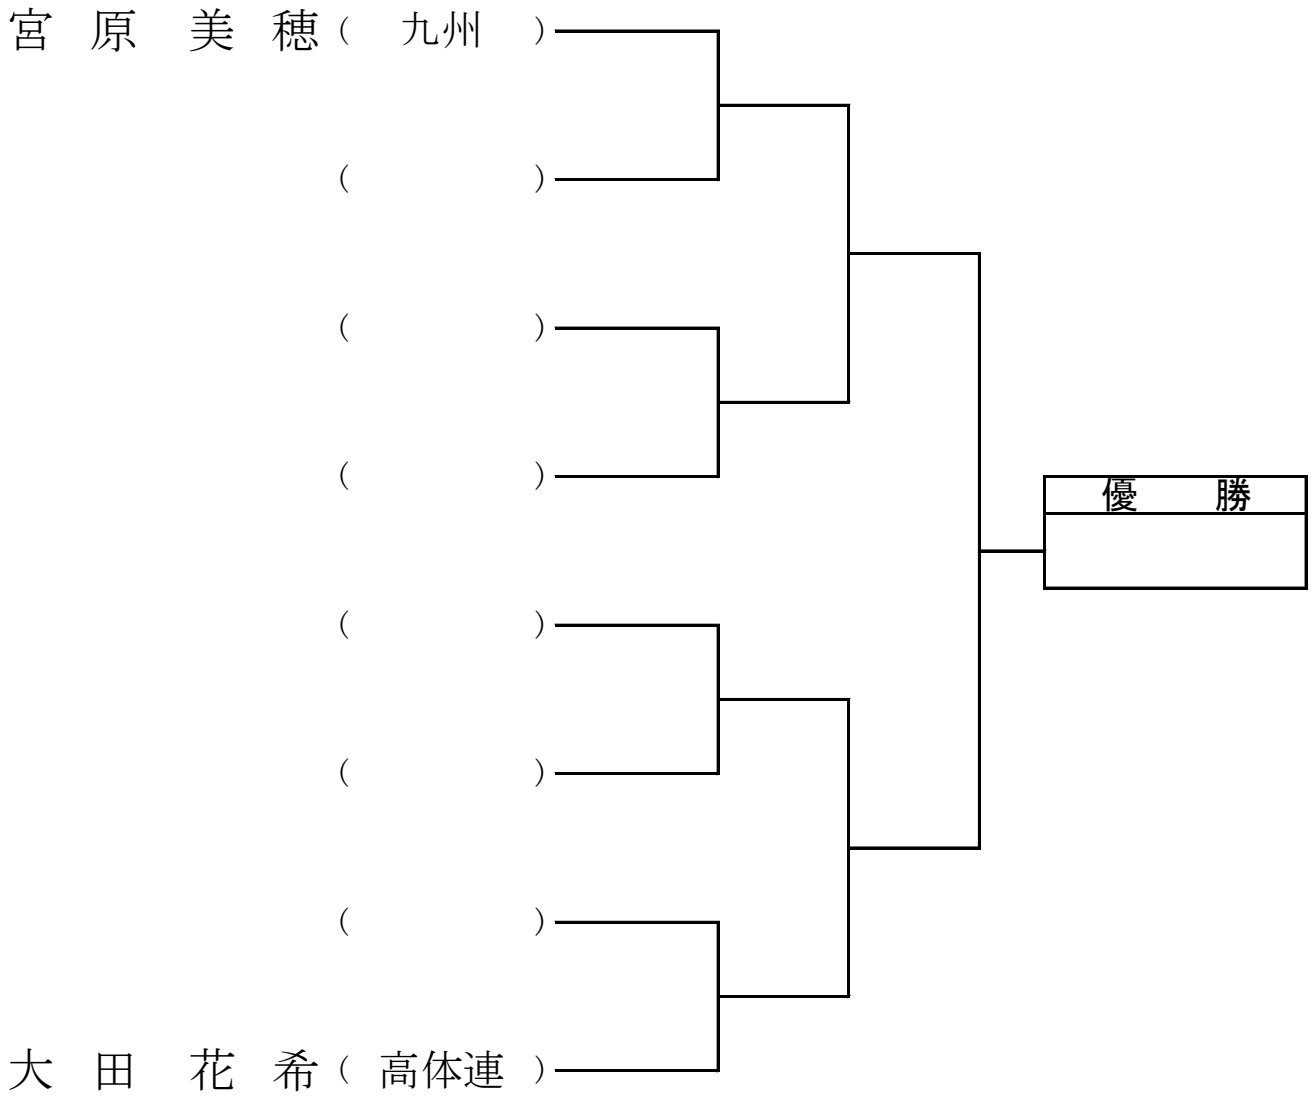 宮 原 美 穂 （ 九州 ）
（ ）
（ ）
（ ）
優 勝
（ ）
（ ）
（ ）
大 田 花 希 （ 高体連 ）